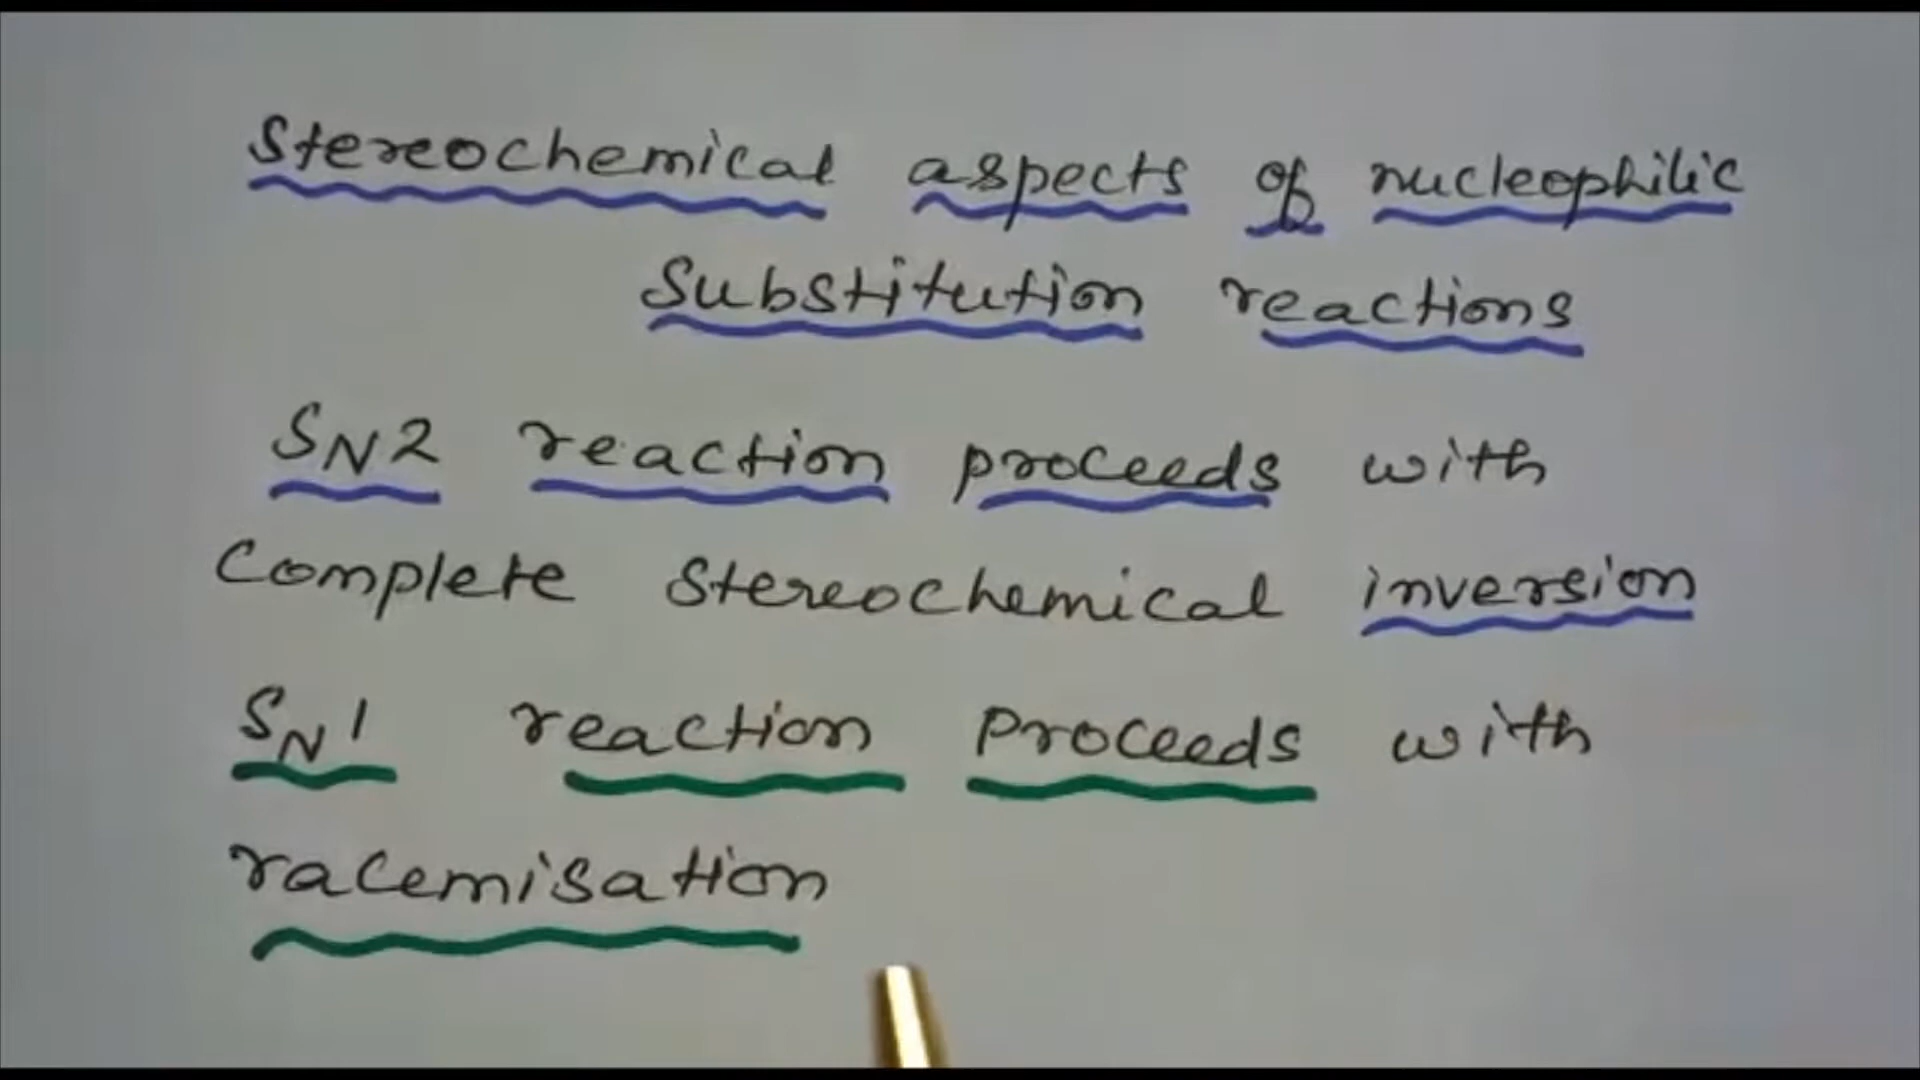 Stereochemical aspects of nucleophilic
substitution reactions
SN2 reaction proceeds with
Complete stereochemical inversion
SN1 reaction proceeds with
racemisation